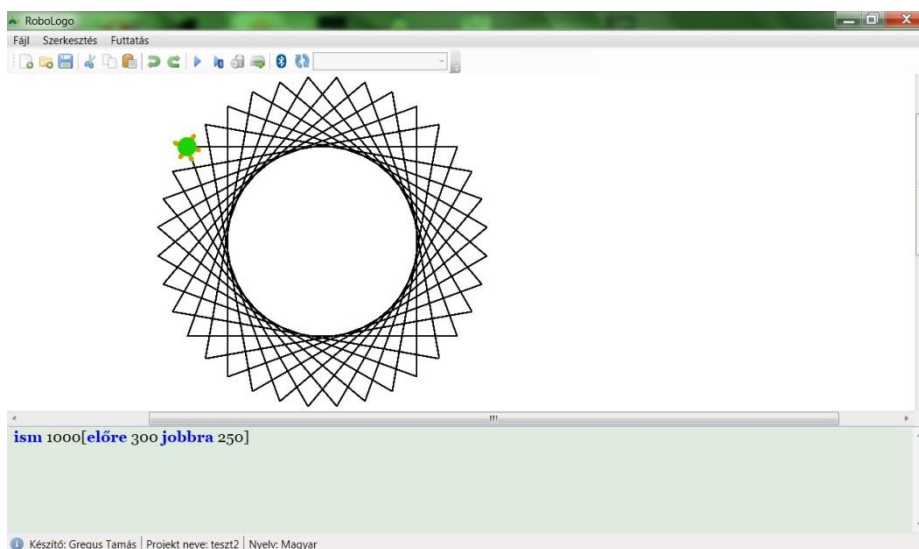 RoboLogo
Fájl Szerkesztés Futtatás
ism 1000[előre 300 jobbra 250]
Készítő: Gregus Tamás | Projekt neve: teszt2 | Nyelv: Magyar